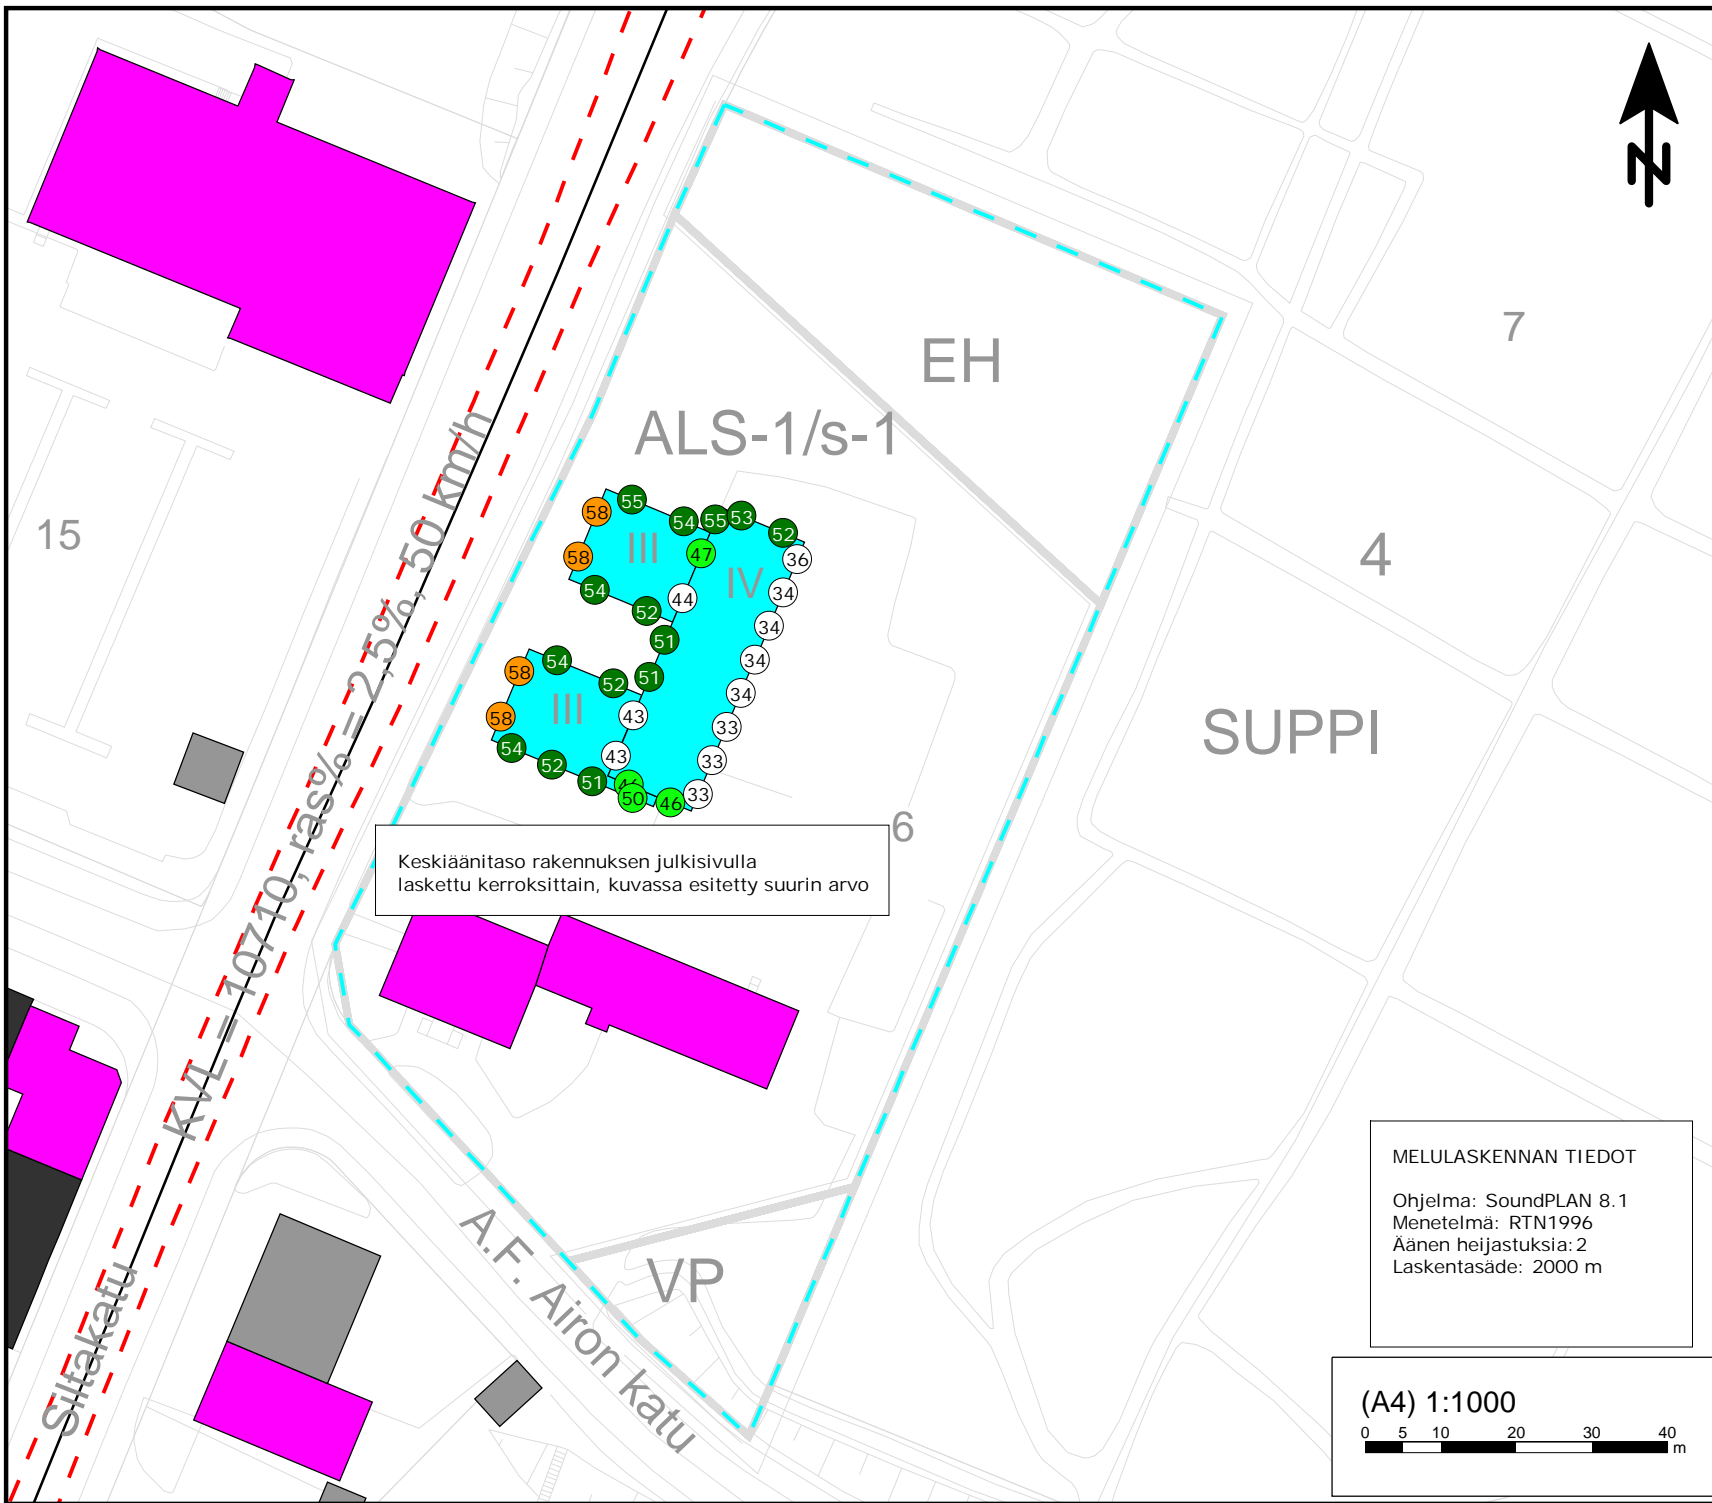 N
EH
7
ALS-1/s-1
15
4
SUPPI
6
VP
III
IV
III
55
58
54
55
53
52
58
47
36
54
44
34
52
34
51
34
54
51
58
52
34
58
43
33
54
43
33
52
51
46
50
46
33
KVL = 10710, ras% = 2,5%, 50 km/h
Siltakatu
A.F. Airon katu
Keskiäänitaso rakennuksen julkisivulla
laskettu kerroksittain, kuvassa esitetty suurin arvo
MELULASKENNAN TIEDOT
Ohjelma: SoundPLAN 8.1
Menetelmä: RTN1996
Äänen heijastuksia: 2
Laskentasäde: 2000 m
(A4) 1:1000
0 5 10 20 30 40
m